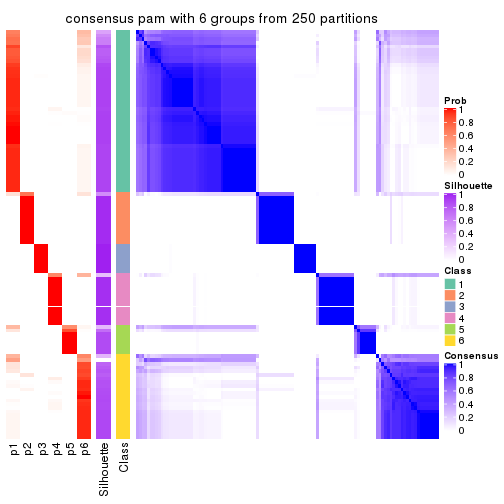 consensus pam with 6 groups from 250 partitions
Prob
1
0.8
0.6
0.4
0.2
0
Silhouette
1
0.8
0.6
0.4
0.2
0
Class
1
2
3
4
5
6
Consensus
1
0.8
0.6
0.4
0.2
0
p1
p2
p3
p4
p5
p6
Silhouette
Class